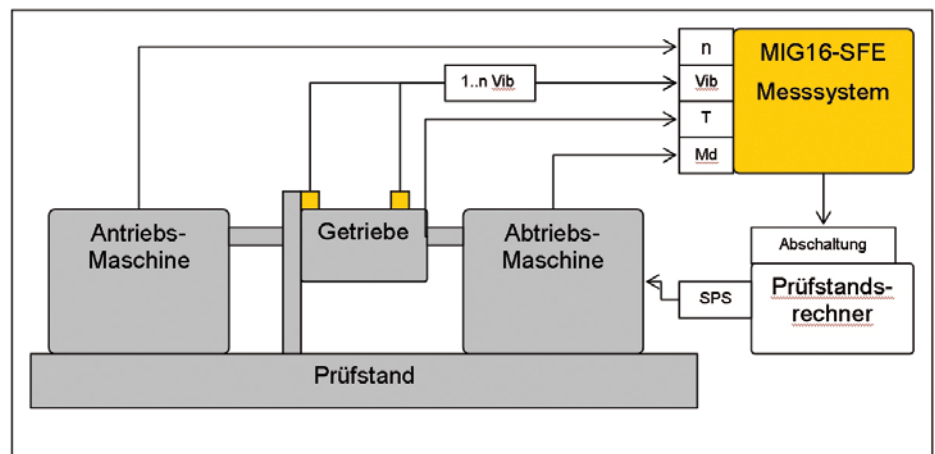 n
MIG16-SFE
1..n Vib
Vib
Messsystem
T
Md
Antriebs-
Maschine
Getriebe
Abtriebs-
Maschine
Abschaltung
SPS
Prüfstands-
rechner
Prüfstand